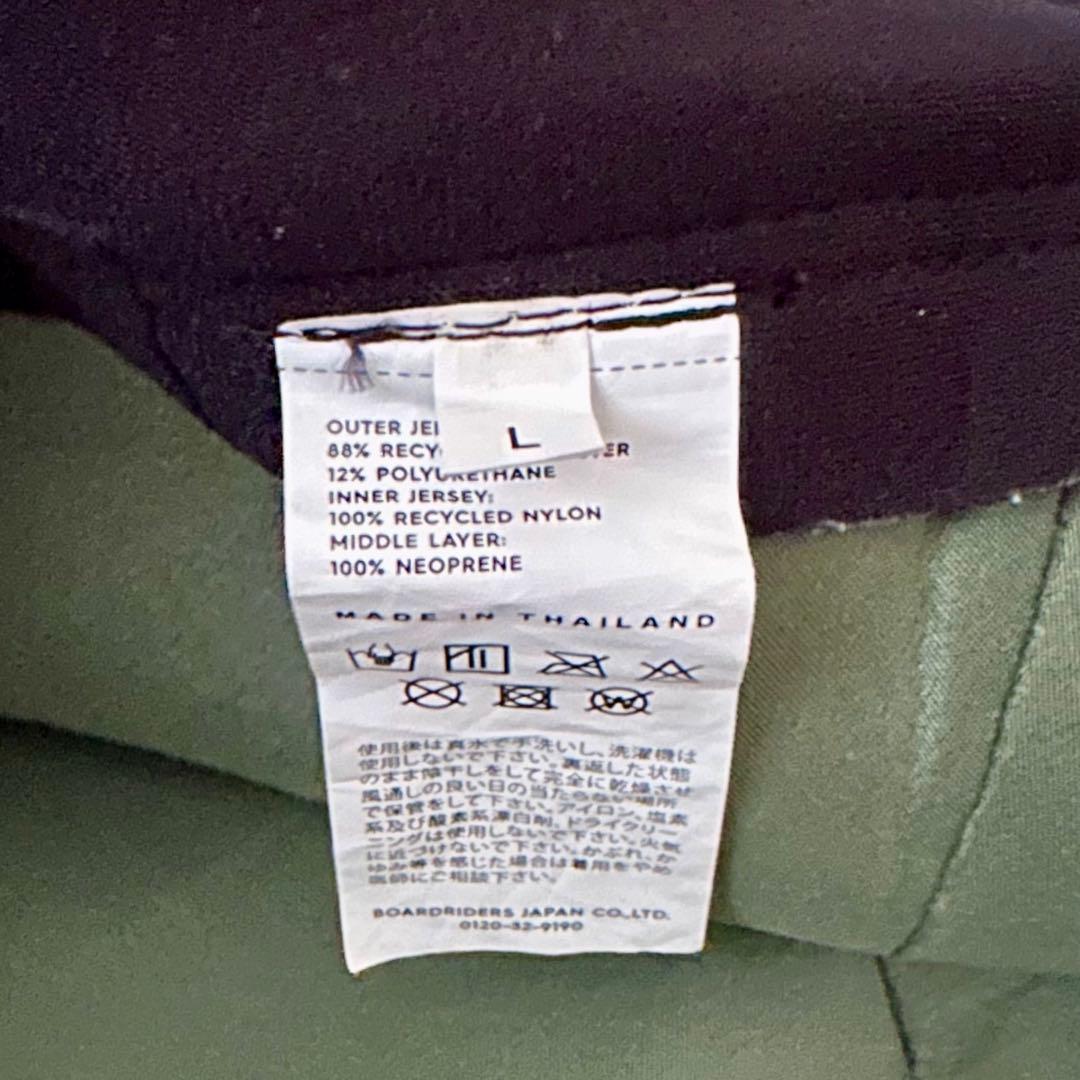 L
OUTER
88%
ER
12% POLYURETHANE
INNER JERSEY:
100% RECYCLED NYLON
MIDDLE LAYER:
100% NEOPRENE
MADE IN THAILAND
W
使用後は真水で手洗いし、洗濯機は
使用しないで下さい。裏返した状態
のまま陰干しをして完全に乾燥させ
風通しの良い日の当たらない場所
で保管をして下さい。アイロン、塩素
系及び酸素系漂白剤、ドライクリー
ニングは使用しないで下さい。火気
に近づけないで下さい。かぶれ、か
ゆみ等を感じた場合は着用をやめ
医師にご相談下さい。
BOARDRIDERS JAPAN CO.,LTD.
0120-32-9190